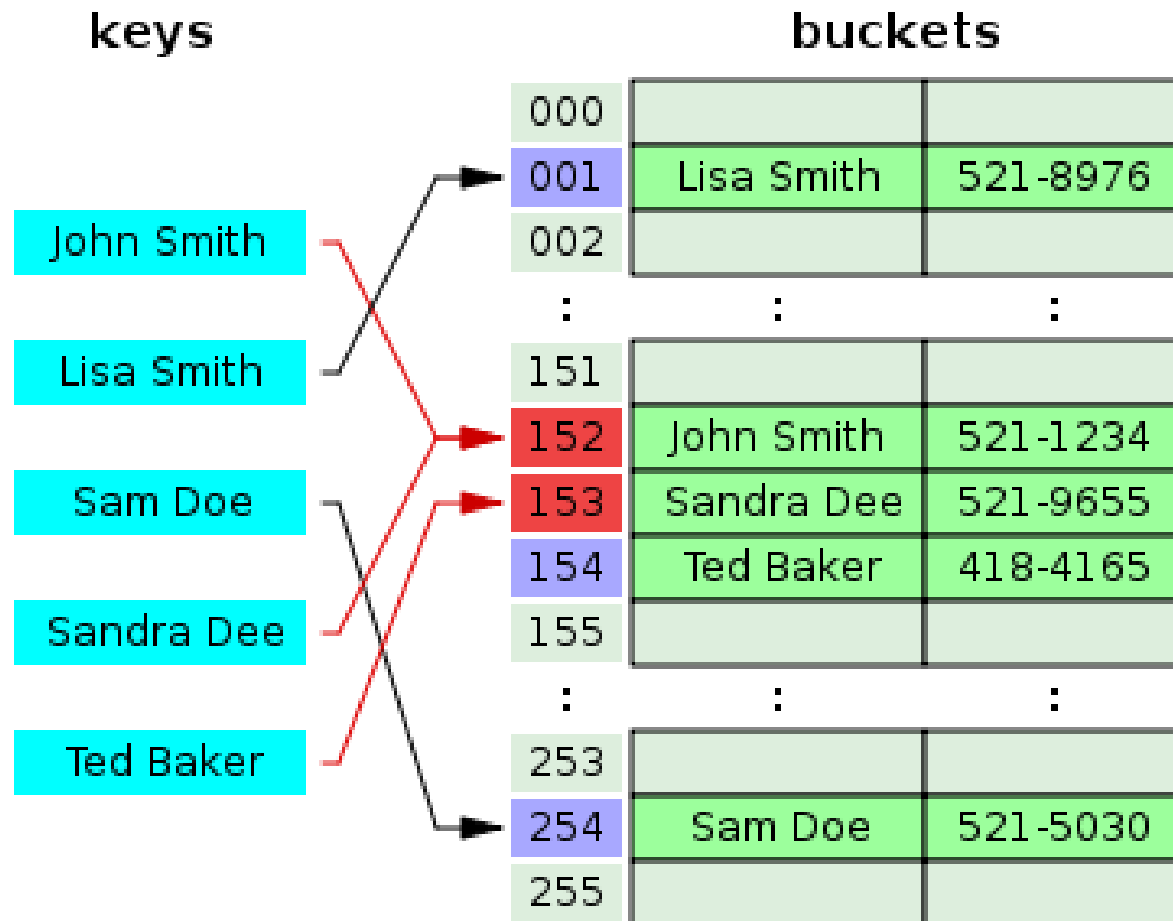 keys
buckets
000
001 Lisa Smith 521-8976
002
: : :
151
152 John Smith 521-1234
153 Sandra Dee 521-9655
154 Ted Baker 418-4165
155
: : :
253
254 Sam Doe 521-5030
255
John Smith
Lisa Smith
Sam Doe
Sandra Dee
Ted Baker